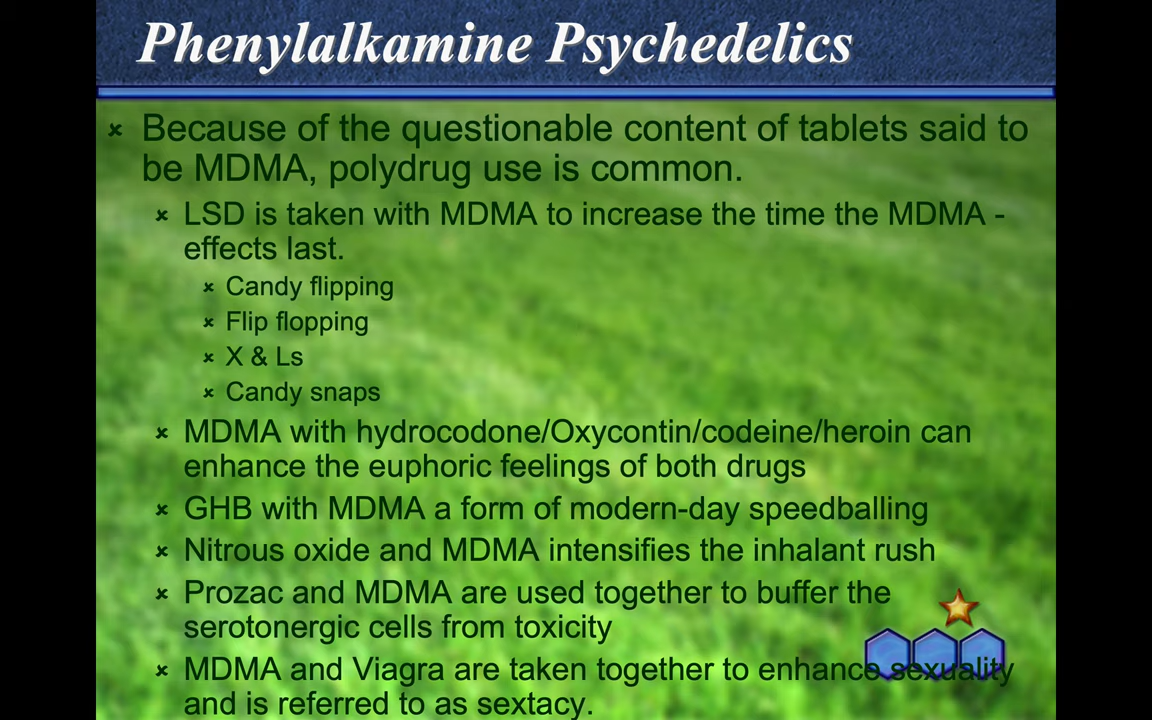 Phenylalkamine Psychedelics
Because of the questionable content of tablets said to
be MDMA, polydrug use is common.
LSD is taken with MDMA to increase the time the MDMA -
effects last.
Candy flipping
Flip flopping
X & Ls
Candy snaps
MDMA with hydrocodone/Oxycontin/codeine/heroin can
enhance the euphoric feelings of both drugs
GHB with MDMA a form of modern-day speedballing
Nitrous oxide and MDMA intensifies the inhalant rush
Prozac and MDMA are used together to buffer the
serotonergic cells from toxicity
MDMA and Viagra are taken together to enhance sexuality
and is referred to as sextacy.